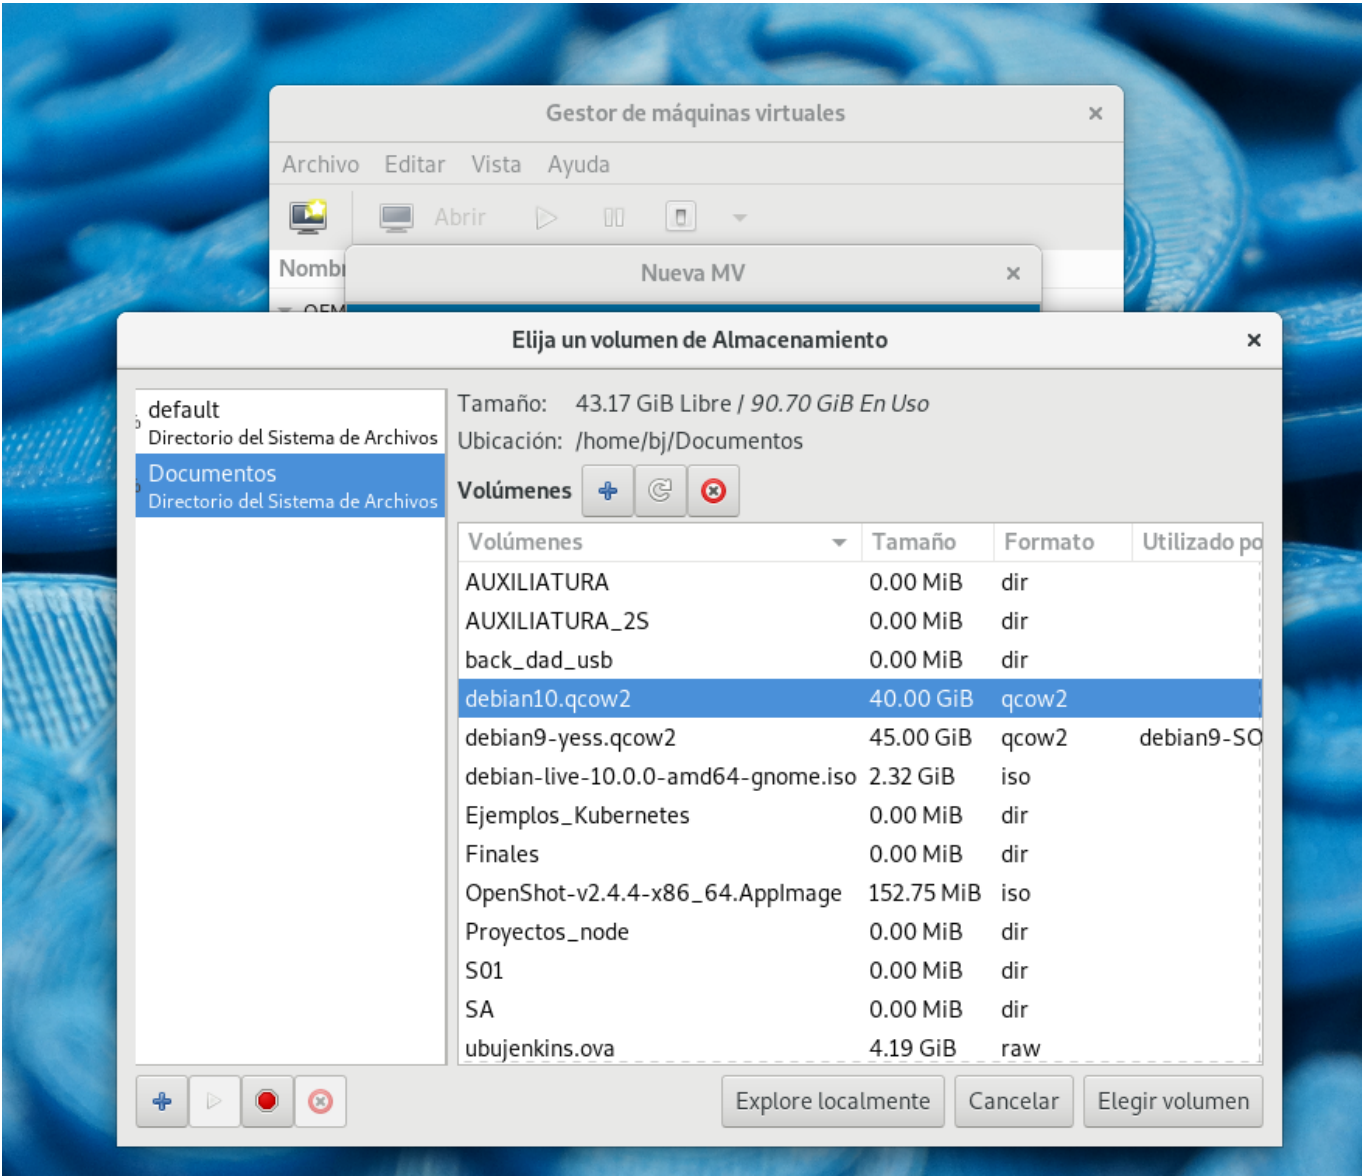 Gestor de máquinas virtuales
Archivo Editar Vista Ayuda
Abrir
Nueva MV
Elija un volumen de Almacenamiento
default
Directorio del Sistema de Archivos
Documentos
Directorio del Sistema de Archivos
Tamaño: 43.17 GiB Libre / 90.70 GiB En Uso
Ubicación: /home/bj/Documentos
Volúmenes
Volúmenes Tamaño Formato Utilizado po
AUXILIATURA 0.00 MiB dir
AUXILIATURA_2S 0.00 MiB dir
back_dad_usb 0.00 MiB dir
debian10.qcow2 40.00 GiB qcow2
debian9-yess.qcow2 45.00 GiB qcow2 debian9-SO
debian-live-10.0.0-amd64-gnome.iso 2.32 GiB iso
Ejemplos_Kubernetes 0.00 MiB dir
Finales 0.00 MiB dir
OpenShot-v2.4.4-x86_64.AppImage 152.75 MiB iso
Proyectos_node 0.00 MiB dir
S01 0.00 MiB dir
SA 0.00 MiB dir
ubujenkins.ova 4.19 GiB raw
Explore localmente Cancelar Elegir volumen